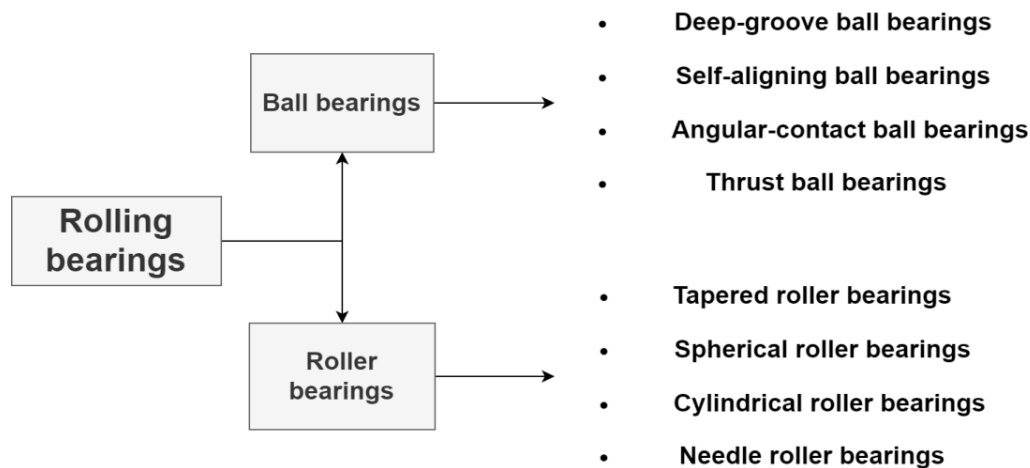 Rolling
bearings
Ball bearings
• Deep-groove ball bearings
• Self-aligning ball bearings
• Angular-contact ball bearings
• Thrust ball bearings
Roller
bearings
• Tapered roller bearings
• Spherical roller bearings
• Cylindrical roller bearings
• Needle roller bearings